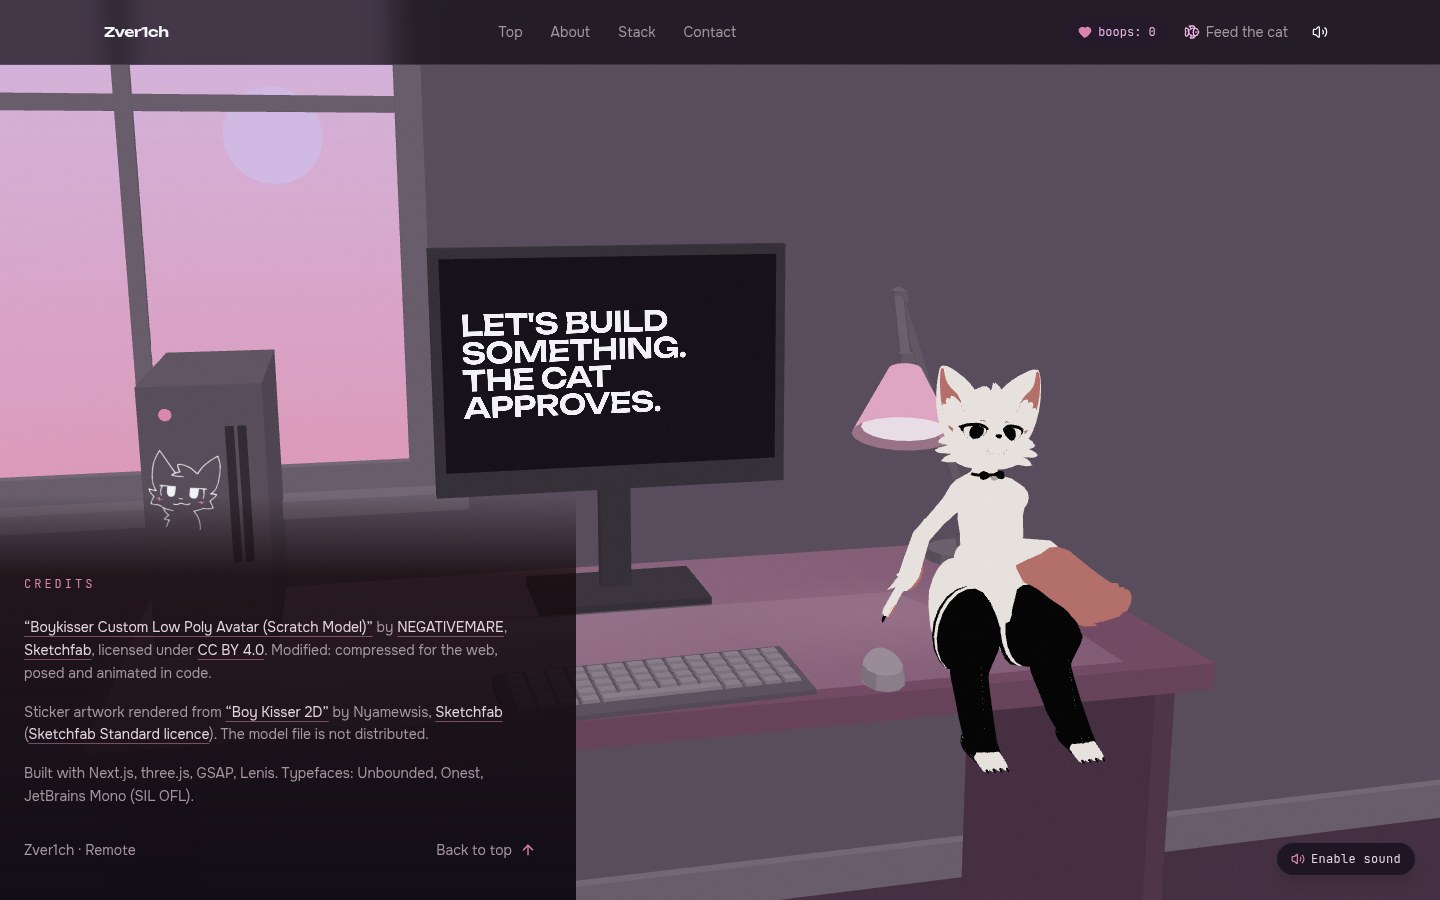 Zver1ch
Top
About
Stack
Contact
boops: 0
Feed the cat
LET'S BUILD
SOMETHING.
THE CAT
APPROVES.
CREDITS
“Boykisser Custom Low Poly Avatar (Scratch Model)” by NEGATIVEMARE,
Sketchfab, licensed under CC BY 4.0. Modified: compressed for the web,
posed and animated in code.
Sticker artwork rendered from “Boy Kisser 2D” by Nyamewsis, Sketchfab
(Sketchfab Standard licence). The model file is not distributed.
Built with Next.js, three.js, GSAP, Lenis. Typefaces: Unbounded, Onest,
JetBrains Mono (SIL OFL).
Zver1ch · Remote
Back to top
Enable sound